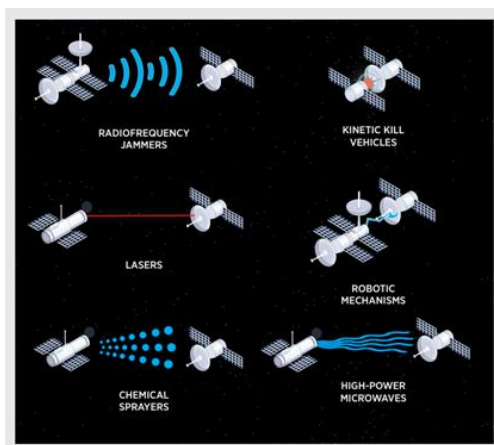 RADIOFREQUENCY
JAMMERS
KINETIC KILL
VEHICLES
LASERS
ROBOTIC
MECHANISMS
CHEMICAL
SPRAYERS
HIGH-POWER
MICROWAVES